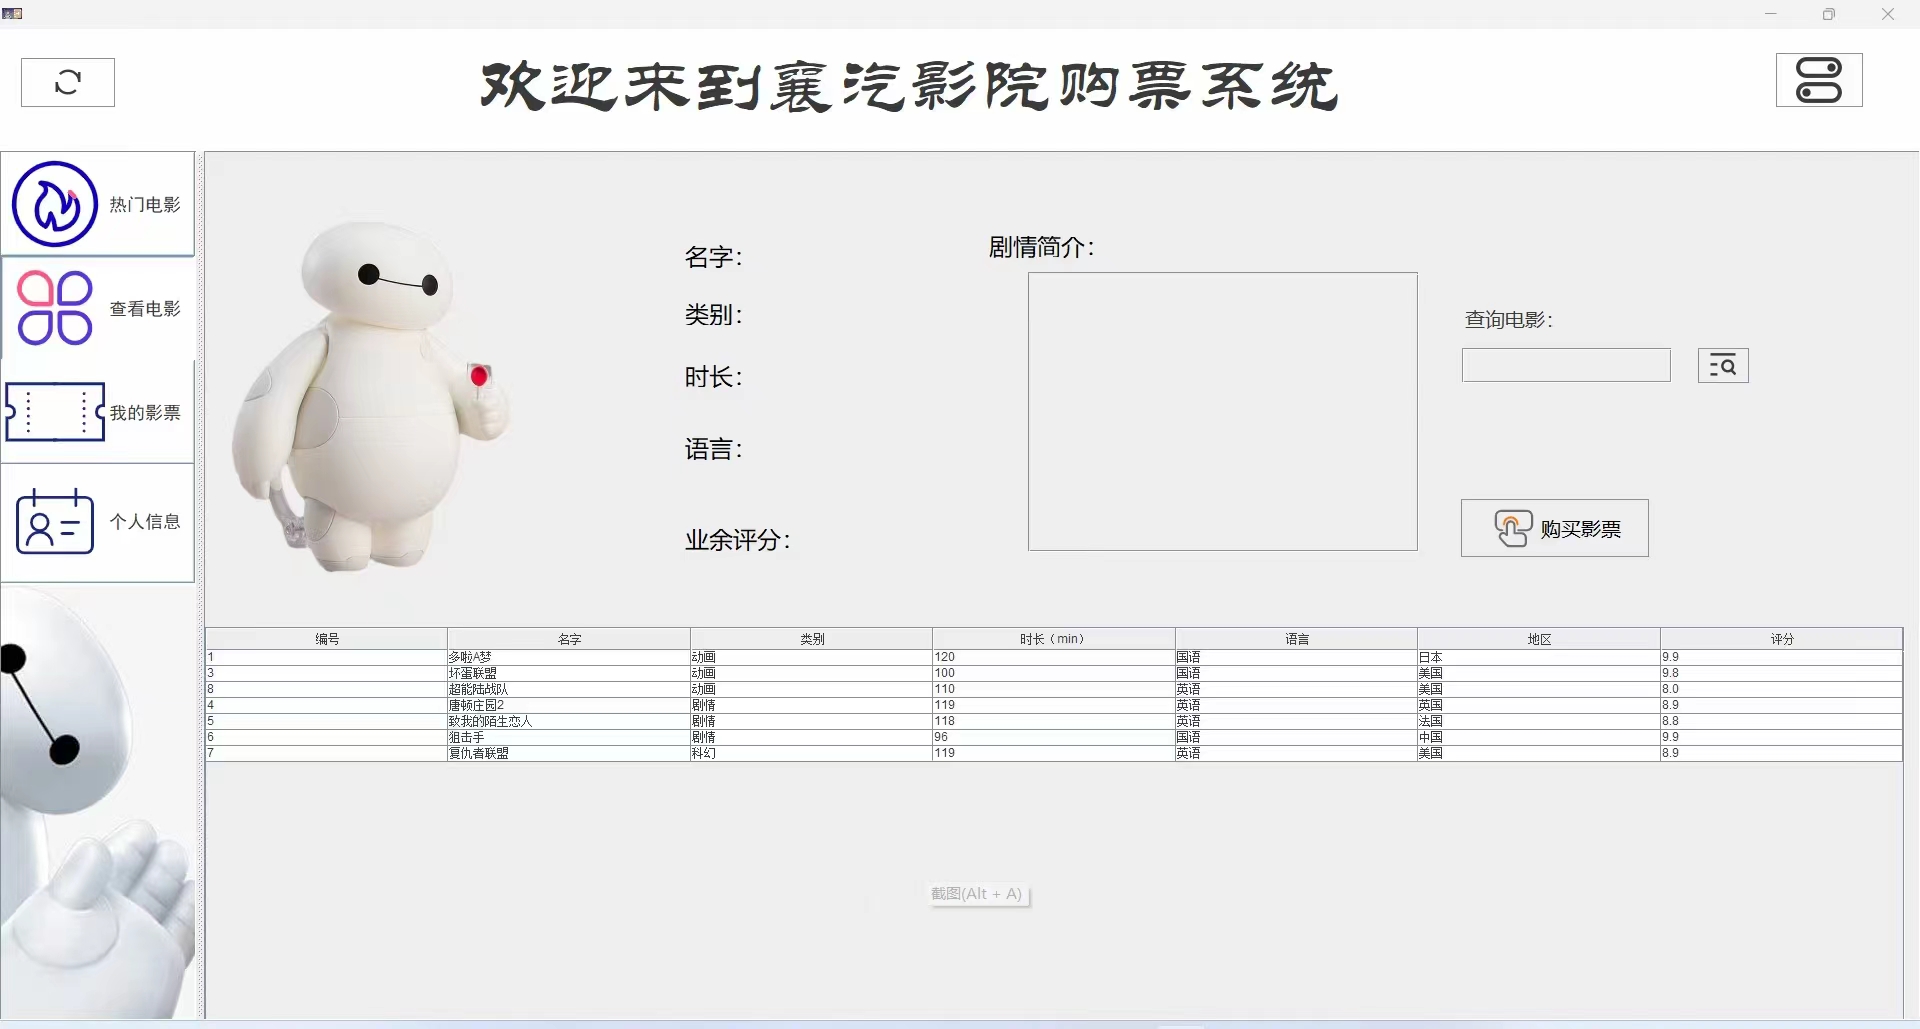 欢迎来到襄汽影院购票系统
热门电影
查看电影
我的影票
个人信息
名字：
类别：
时长：
语言：
业余评分：
剧情简介：
查询电影：
购买影票
编号 名字 类别 时长（min） 语言 地区 评分
1 多啦A梦 动画 120 国语 日本 9.9
3 坏蛋联盟 动画 100 国语 美国 9.8
8 超能陆战队 动画 110 英语 美国 8.0
4 唐顿庄园2 剧情 119 英语 英国 8.9
5 致我的陌生恋人 剧情 118 英语 法国 8.8
6 狙击手 剧情 96 国语 中国 9.9
7 复仇者联盟 科幻 119 英语 美国 8.9
截图(Alt + A)